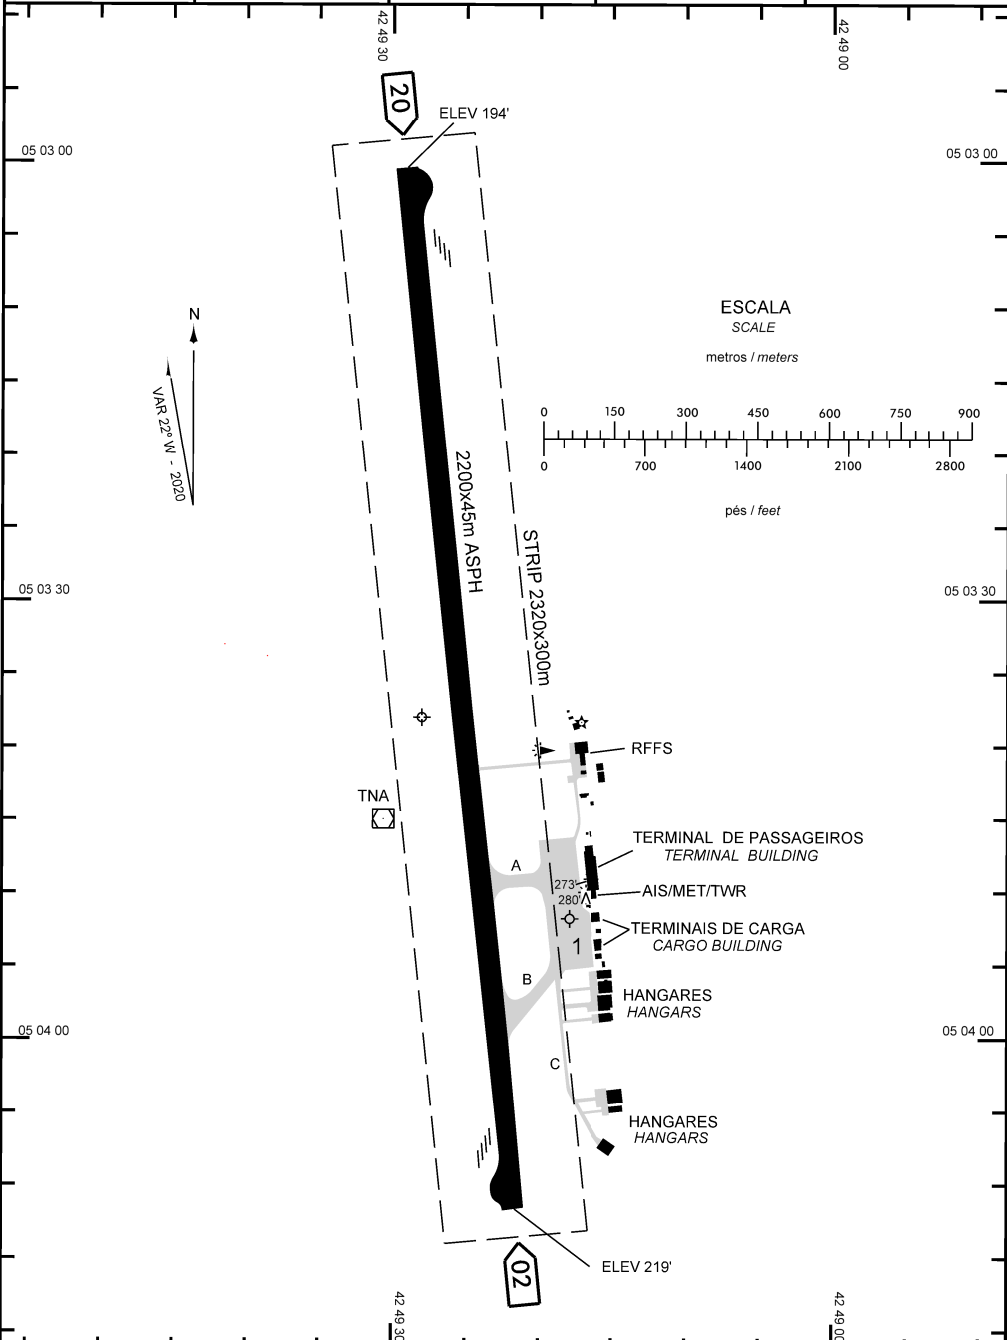 42 49 30
42 49 00
20
ELEV 194'
05 03 00
05 03 00
N
VAR 22° W - 2020
ESCALA
SCALE
metros / meters
0 150 300 450 600 750 900
0 700 1400 2100 2800
pés / feet
2200x45m ASPH
STRIP 2320x300m
05 03 30
05 03 30
RFFS
TNA
TERMINAL DE PASSAGEIROS
TERMINAL BUILDING
A
273'
280'
AIS/MET/TWR
TERMINAIS DE CARGA
CARGO BUILDING
1
B
HANGARES
HANGARS
05 04 00
05 04 00
C
HANGARES
HANGARS
ELEV 219'
02
42 49 30
42 49 00